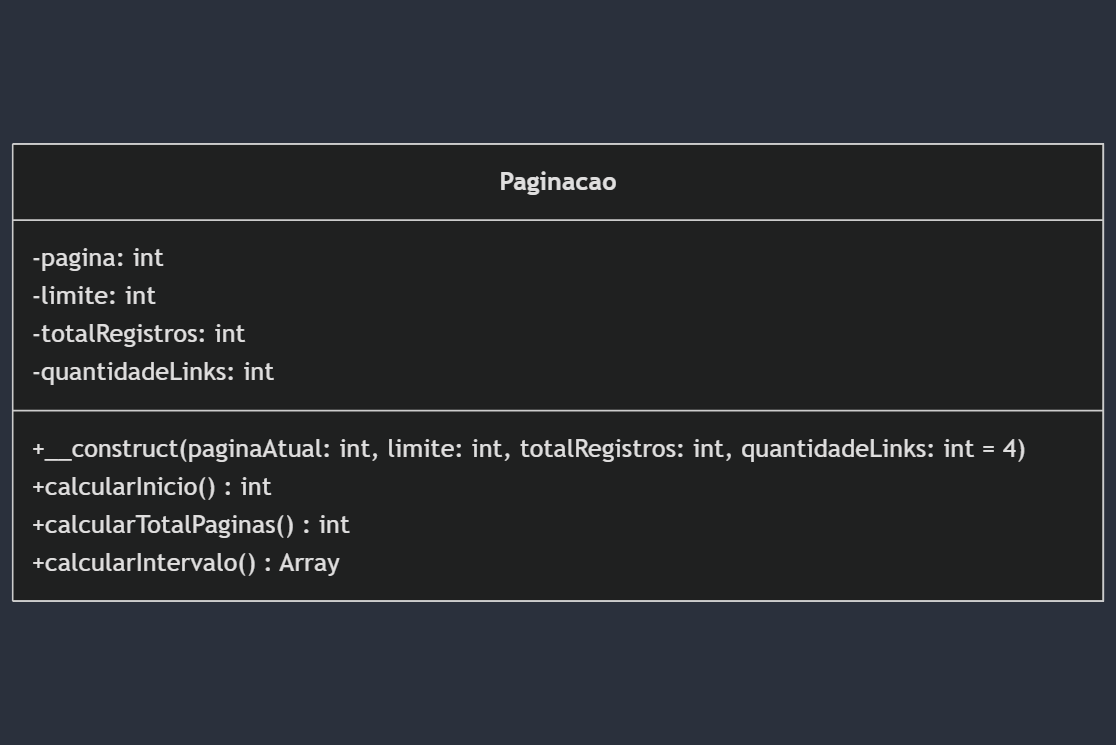 Paginacao
-pagina: int
-limite: int
-totalRegistros: int
-quantidadeLinks: int
+__construct(paginaAtual: int, limite: int, totalRegistros: int, quantidadeLinks: int = 4)
+calcularInicio() : int
+calcularTotalPaginas() : int
+calcularIntervalo() : Array